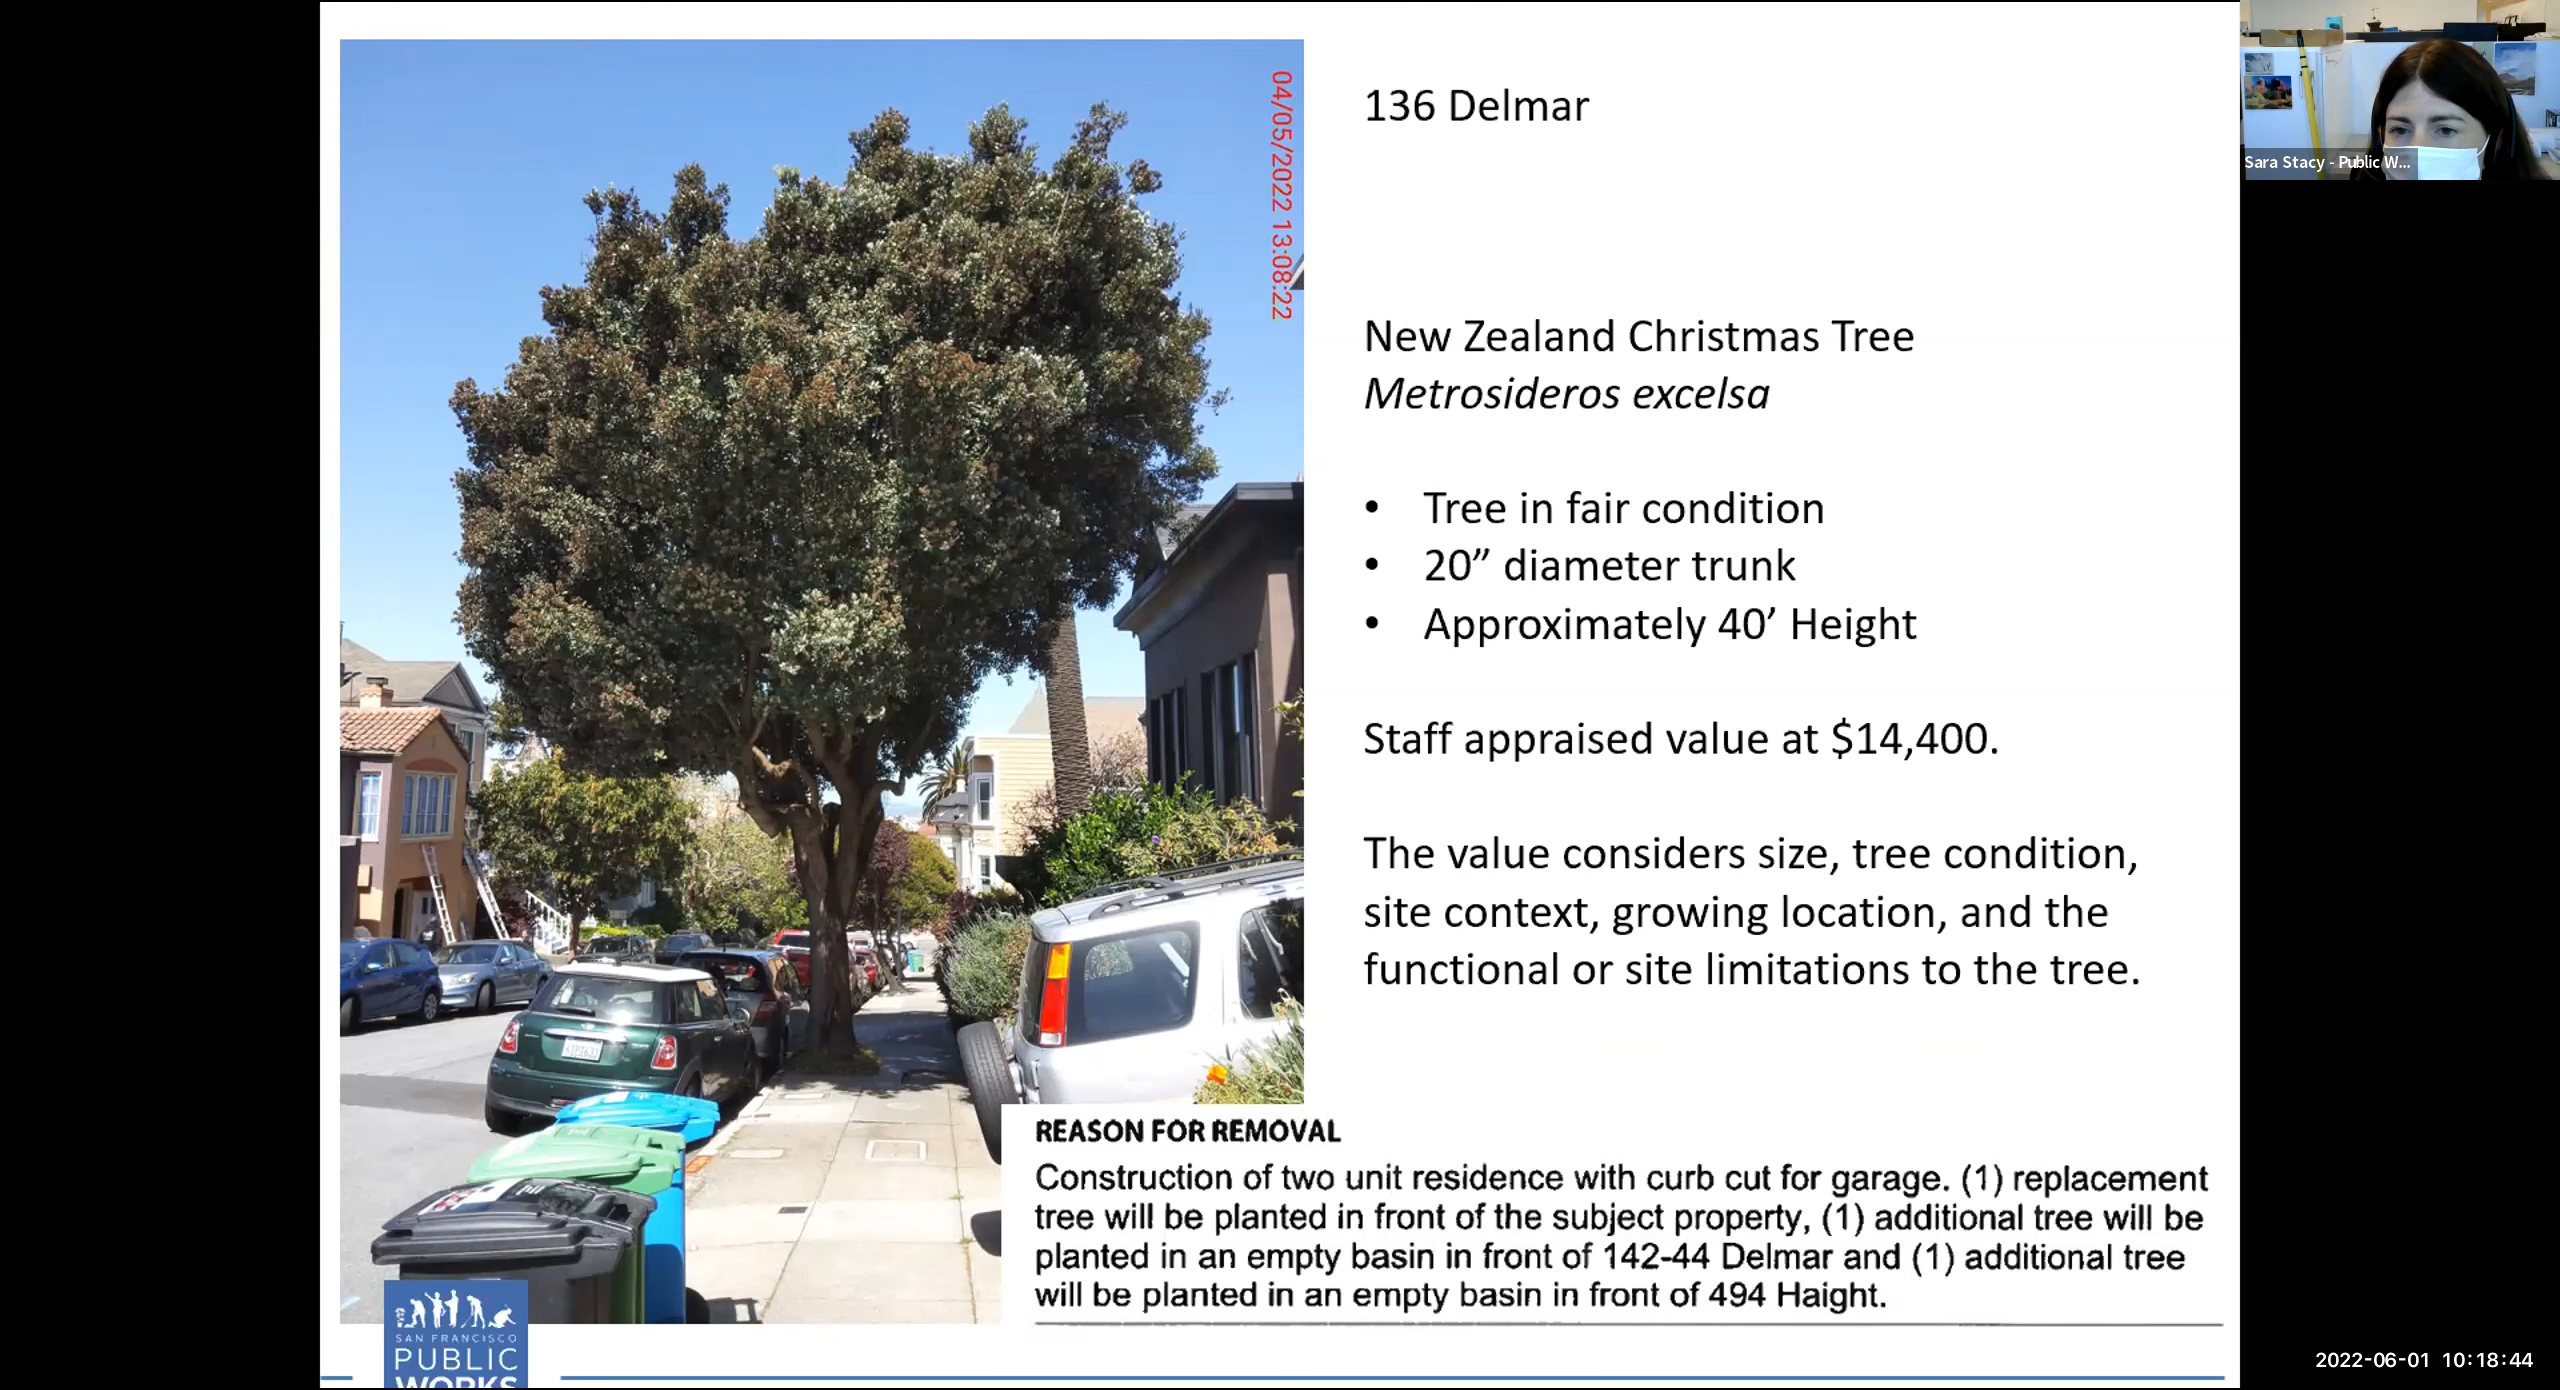 136 Delmar
New Zealand Christmas Tree
Metrosideros excelsa
• Tree in fair condition
• 20” diameter trunk
• Approximately 40’ Height
Staff appraised value at $14,400.
The value considers size, tree condition,
site context, growing location, and the
functional or site limitations to the tree.
04/05/2022 13:08:22
REASON FOR REMOVAL
Construction of two unit residence with curb cut for garage. (1) replacement
tree will be planted in front of the subject property, (1) additional tree will be
planted in an empty basin in front of 142-44 Delmar and (1) additional tree
will be planted in an empty basin in front of 494 Haight.
SAN FRANCISCO
PUBLIC
WORKS
Sara Stacy - Public W...
2022-06-01 10:18:44